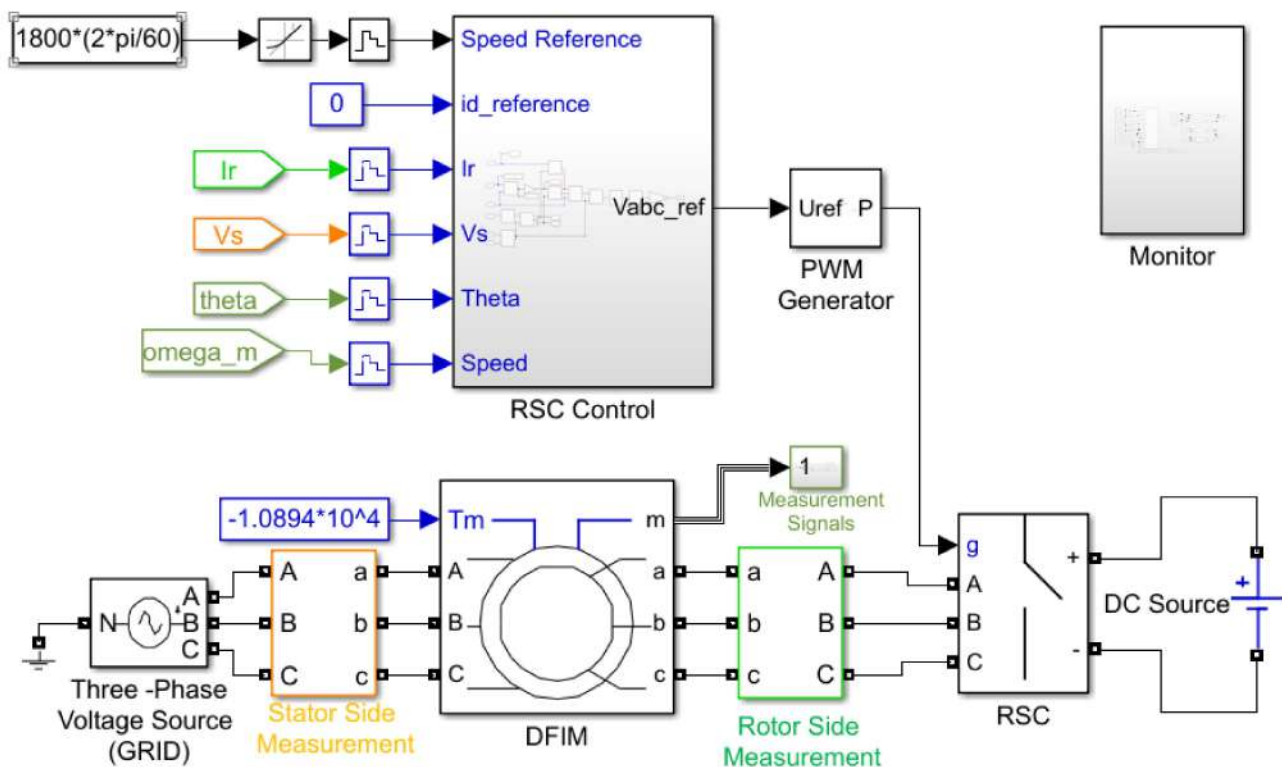 1800*(2*pi/60)
Speed Reference
0
id_reference
Ir
Ir
Vs
Vs
theta
Theta
omega_m
Speed
Vabc_ref
RSC Control
Uref P
PWM
Generator
Monitor
1
Measurement
Signals
-1.0894*10^4
Tm
m
A
B
C
a
b
c
DFIM
N
A
B
C
Three -Phase
Voltage Source
(GRID)
A
B
C
a
b
c
Stator Side
Measurement
a
b
c
A
B
C
Rotor Side
Measurement
g
A
B
C
+
-
RSC
DC Source
+